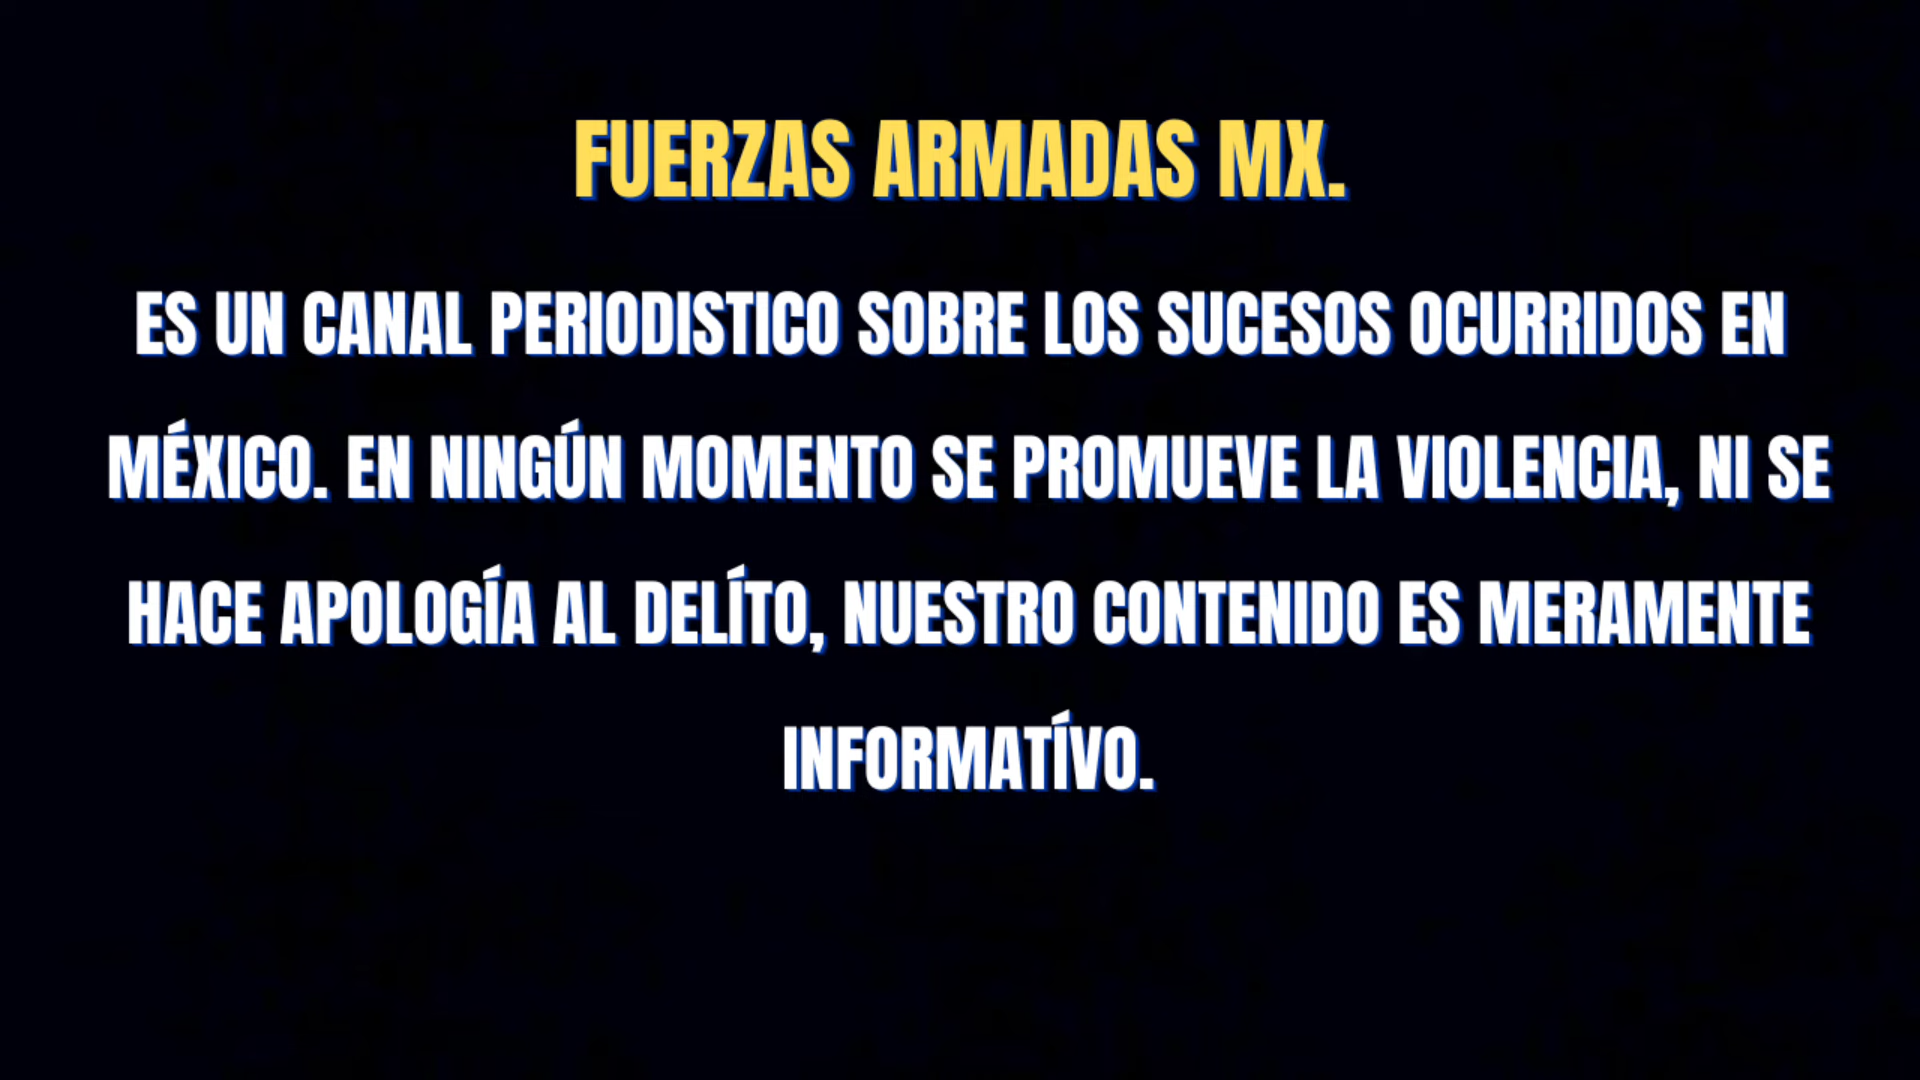 FUERZAS ARMADAS MX.
ES UN CANAL PERIODISTICO SOBRE LOS SUCESOS OCURRIDOS EN
MÉXICO. EN NINGÚN MOMENTO SE PROMUEVE LA VIOLENCIA, NI SE
HACE APOLOGÍA AL DELÍTO, NUESTRO CONTENIDO ES MERAMENTE
INFORMATÍVO.